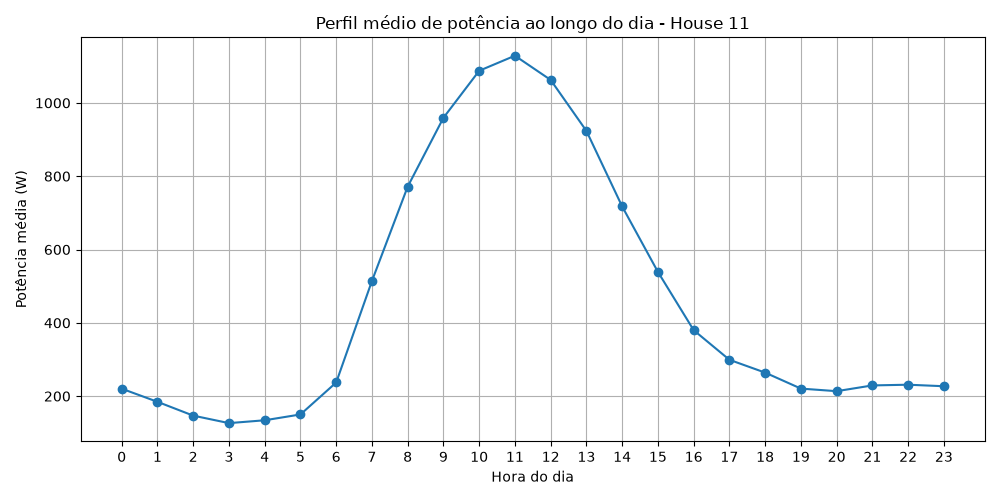 Perfil médio de potência ao longo do dia - House 11
Potência média (W)
1000
800
600
400
200
0 1 2 3 4 5 6 7 8 9 10 11 12 13 14 15 16 17 18 19 20 21 22 23
Hora do dia